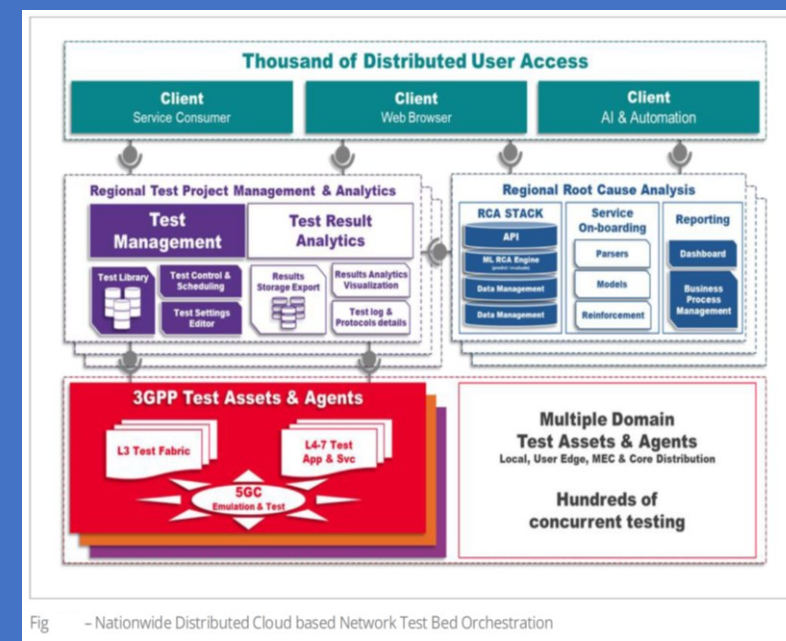 Thousand of Distributed User Access
Client
Service Consumer
Client
Web Browser
Client
AI & Automation
Regional Test Project Management & Analytics
Test
Management
Test Result
Analytics
Test Library
Test Control &
Scheduling
Test Settings
Editor
Results
Storage Export
Results Analytics
Visualization
Test log &
Protocols details
Regional Root Cause Analysis
RCA STACK
API
ML RCA Engine
(predict / evaluate)
Data Management
Data Management
Service
On-boarding
Parsers
Models
Reinforcement
Reporting
Dashboard
Business
Process
Management
3GPP Test Assets & Agents
L3 Test Fabric
L4-7 Test
App & Svc
5GC
Emulation & Test
Multiple Domain
Test Assets & Agents
Local, User Edge, MEC & Core Distribution
Hundreds of
concurrent testing
Fig – Nationwide Distributed Cloud based Network Test Bed Orchestration